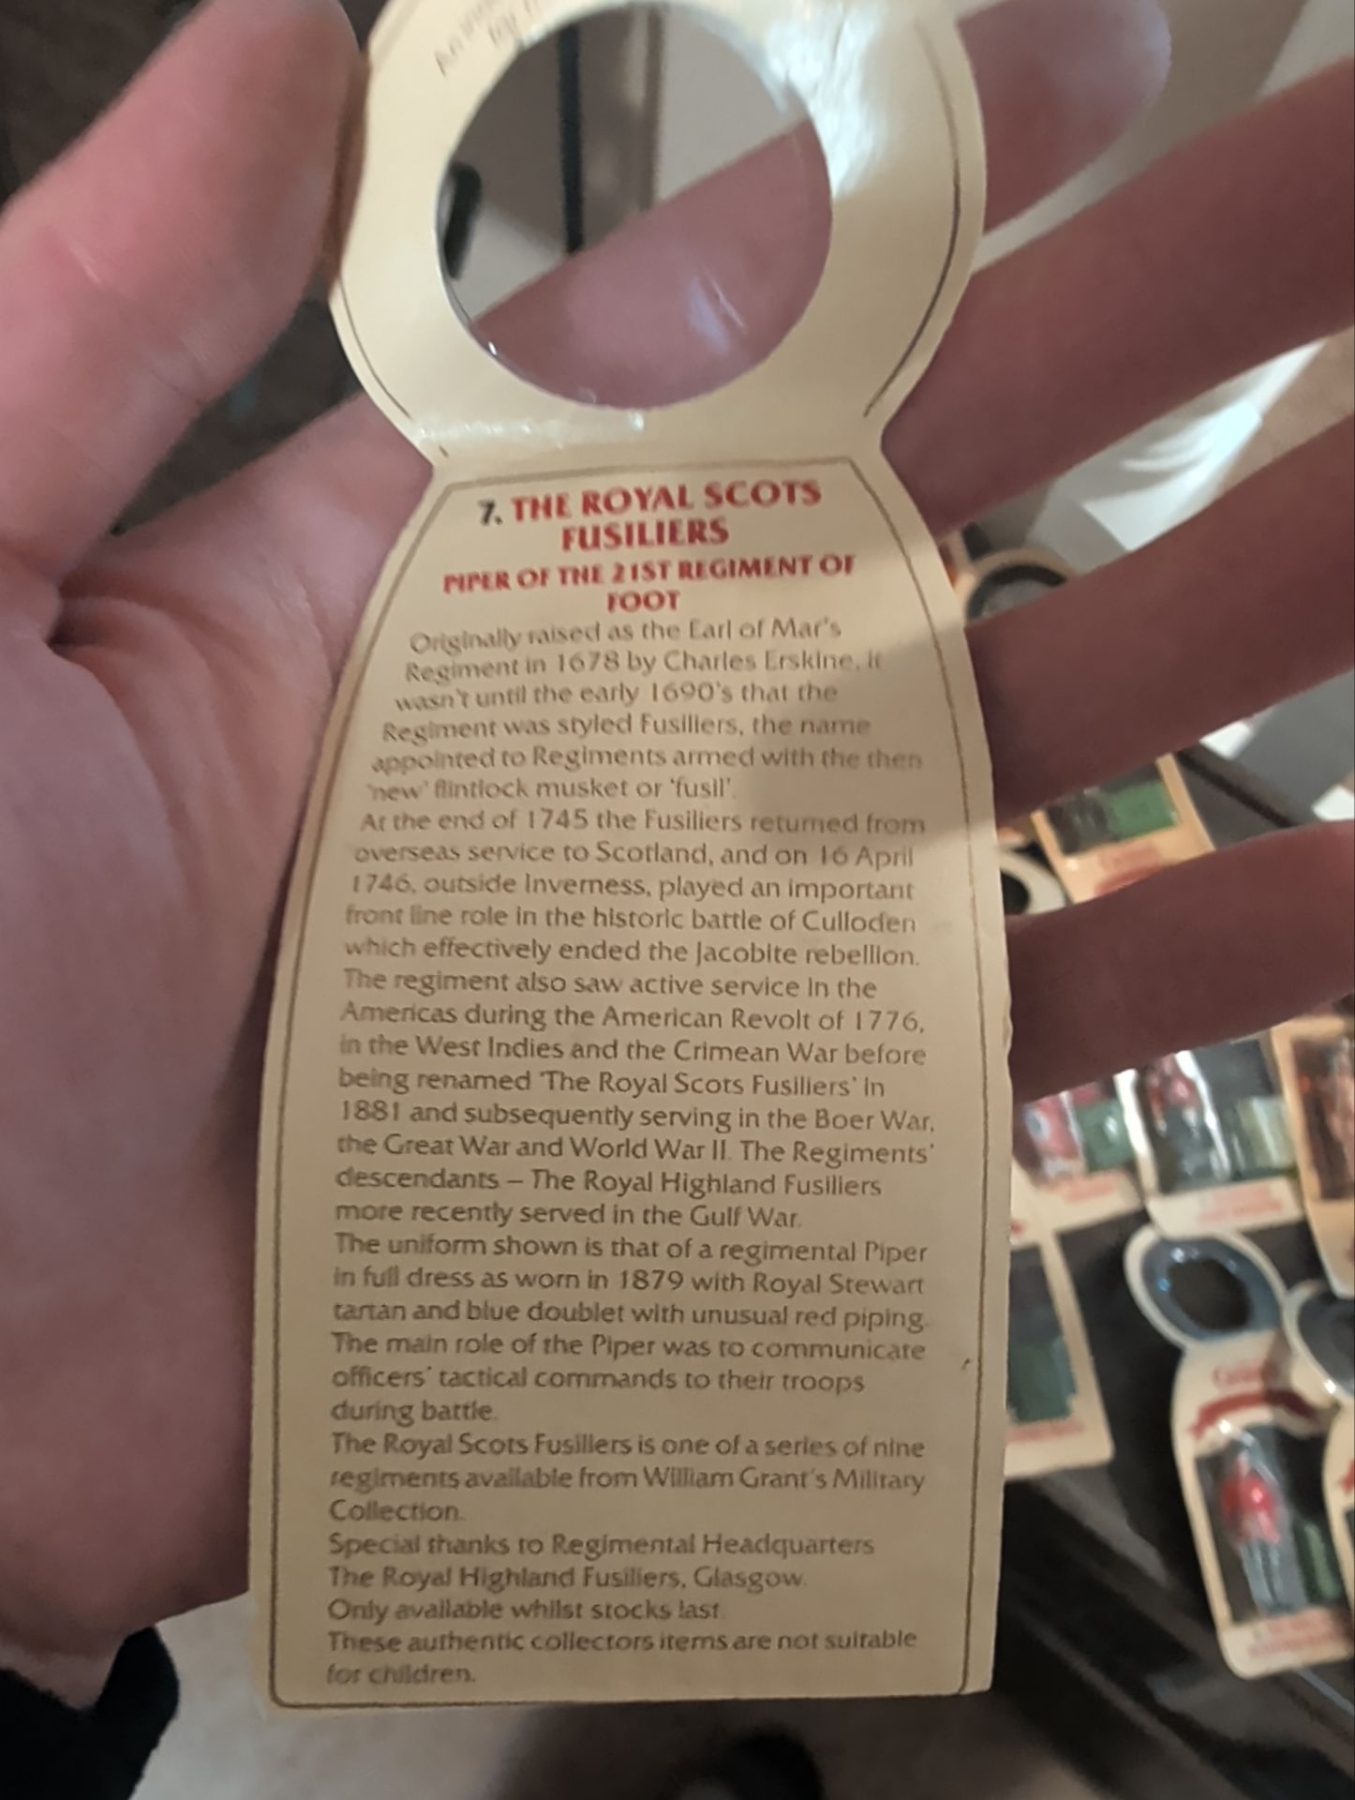 An
for
7. THE ROYAL SCOTS
FUSILIERS
PIPER OF THE 21ST REGIMENT OF
FOOT
Originally raised as the Earl of Mar's
Regiment in 1678 by Charles Erskine, it
wasn't until the early 1690's that the
Regiment was styled Fusiliers, the name
appointed to Regiments armed with the then
'new' flintlock musket or 'fusil'.
At the end of 1745 the Fusiliers returned from
overseas service to Scotland, and on 16 April
1746, outside Inverness, played an important
front line role in the historic battle of Culloden
which effectively ended the Jacobite rebellion.
The regiment also saw active service in the
Americas during the American Revolt of 1776,
in the West Indies and the Crimean War before
being renamed 'The Royal Scots Fusiliers' in
1881 and subsequently serving in the Boer War,
the Great War and World War II. The Regiments'
descendants – The Royal Highland Fusiliers
more recently served in the Gulf War.
The uniform shown is that of a regimental Piper
in full dress as worn in 1879 with Royal Stewart
tartan and blue doublet with unusual red piping.
The main role of the Piper was to communicate
officers' tactical commands to their troops
during battle.
The Royal Scots Fusiliers is one of a series of nine
regiments available from William Grant's Military
Collection.
Special thanks to Regimental Headquarters
The Royal Highland Fusiliers, Glasgow.
Only available whilst stocks last.
These authentic collectors items are not suitable
for children.